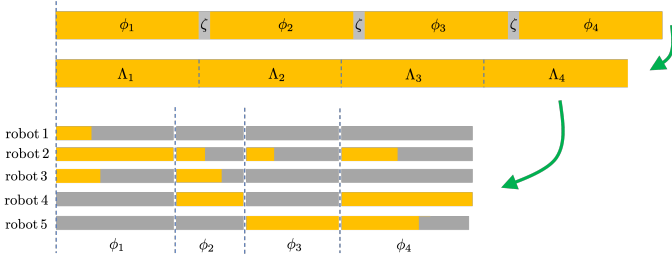 ϕ₁ ζ ϕ₂ ζ ϕ₃ ζ ϕ₄
Λ₁ Λ₂ Λ₃ Λ₄
robot 1
robot 2
robot 3
robot 4
robot 5
ϕ₁ ϕ₂ ϕ₃ ϕ₄